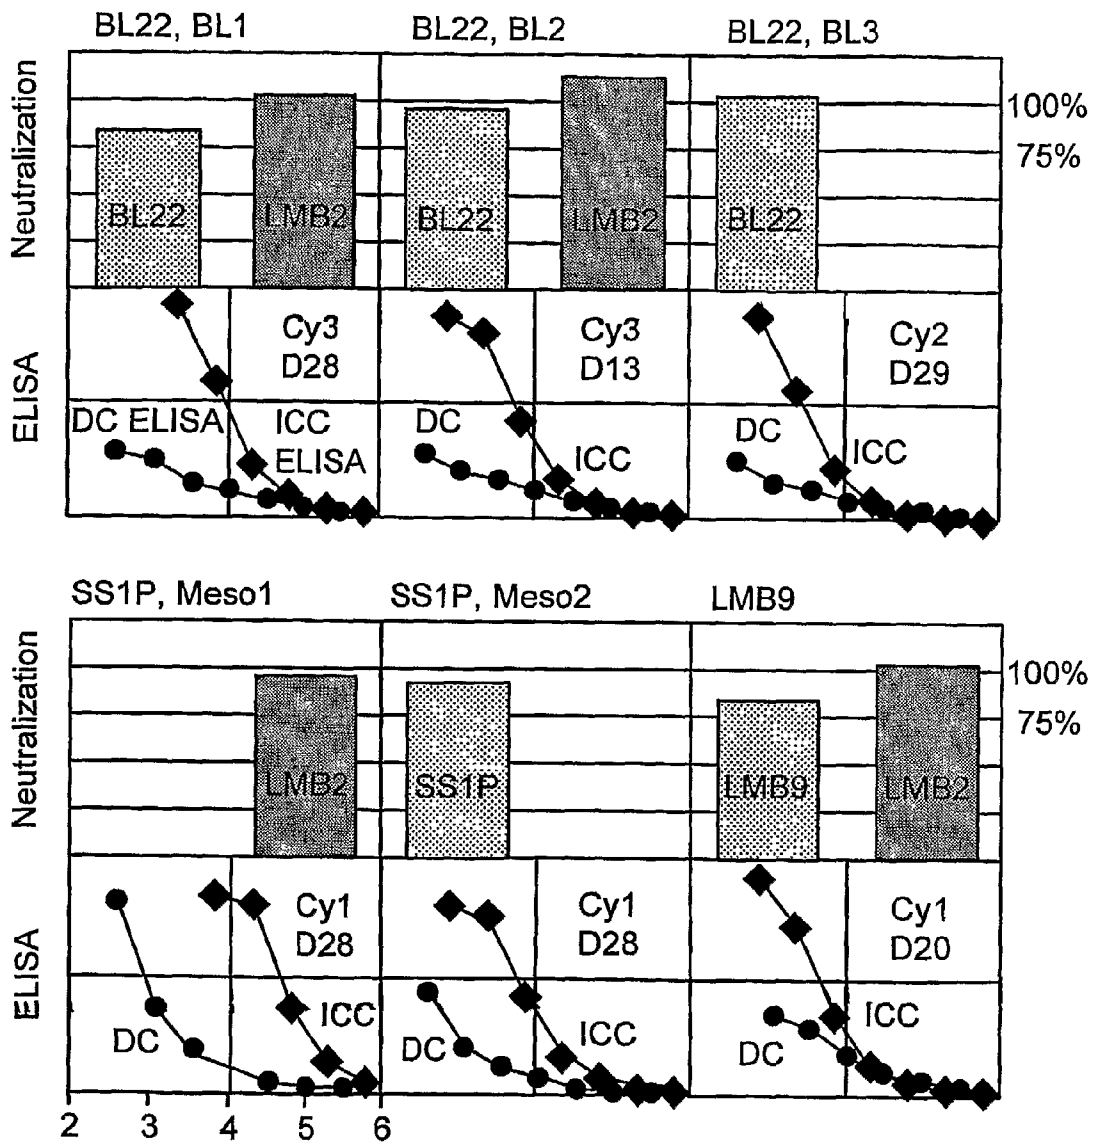 BL22, BL1
BL22, BL2
BL22, BL3
Neutralization
BL22
LMB2
BL22
LMB2
BL22
100%
75%
ELISA
Cy3
D28
DC ELISA
ICC
ELISA
Cy3
D13
DC
ICC
Cy2
D29
DC
ICC
SS1P, Meso1
SS1P, Meso2
LMB9
Neutralization
LMB2
SS1P
LMB9
LMB2
100%
75%
ELISA
Cy1
D28
DC
ICC
Cy1
D28
DC
ICC
Cy1
D20
DC
ICC
2 3 4 5 6